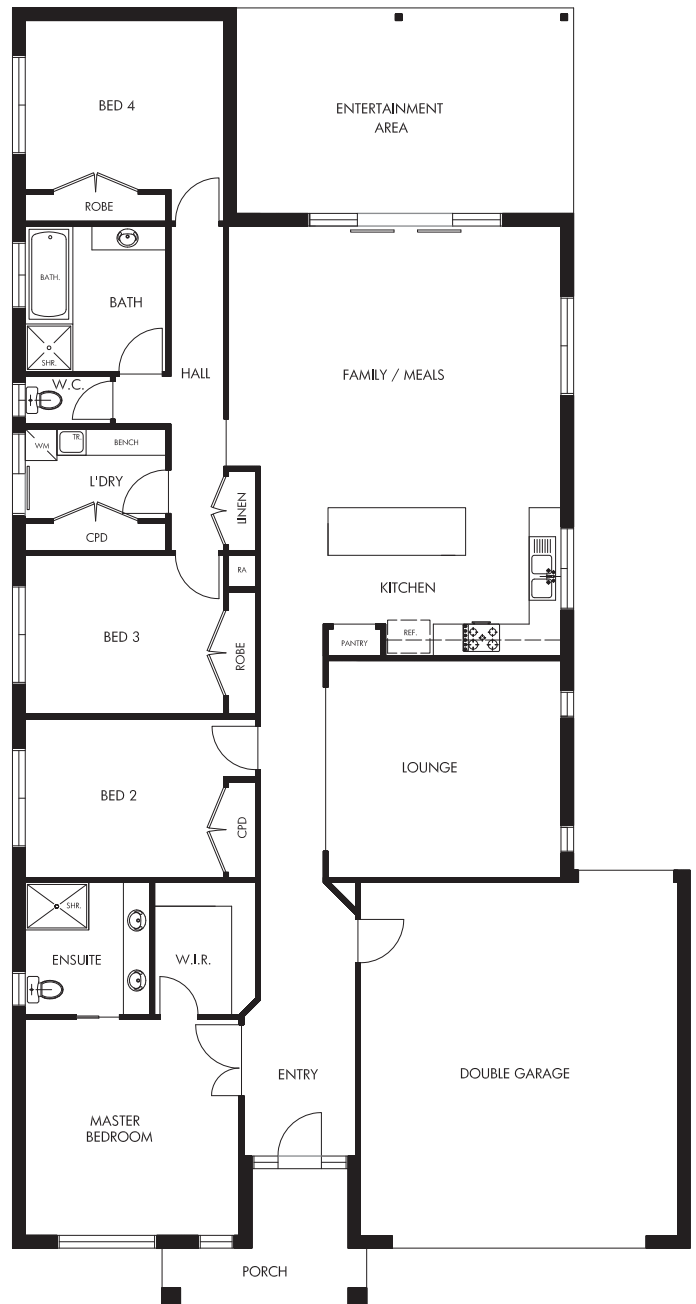 BED 4
ENTERTAINMENT
AREA
ROBE
BATH.
BATH
SHR.
HALL
FAMILY / MEALS
W.C.
WM
TR.
BENCH
L'DRY
LINEN
CPD
KITCHEN
RA
BED 3
ROBE
PANTRY
REF.
LOUNGE
BED 2
CPD
SHR.
ENSUITE
W.I.R.
ENTRY
DOUBLE GARAGE
MASTER
BEDROOM
PORCH